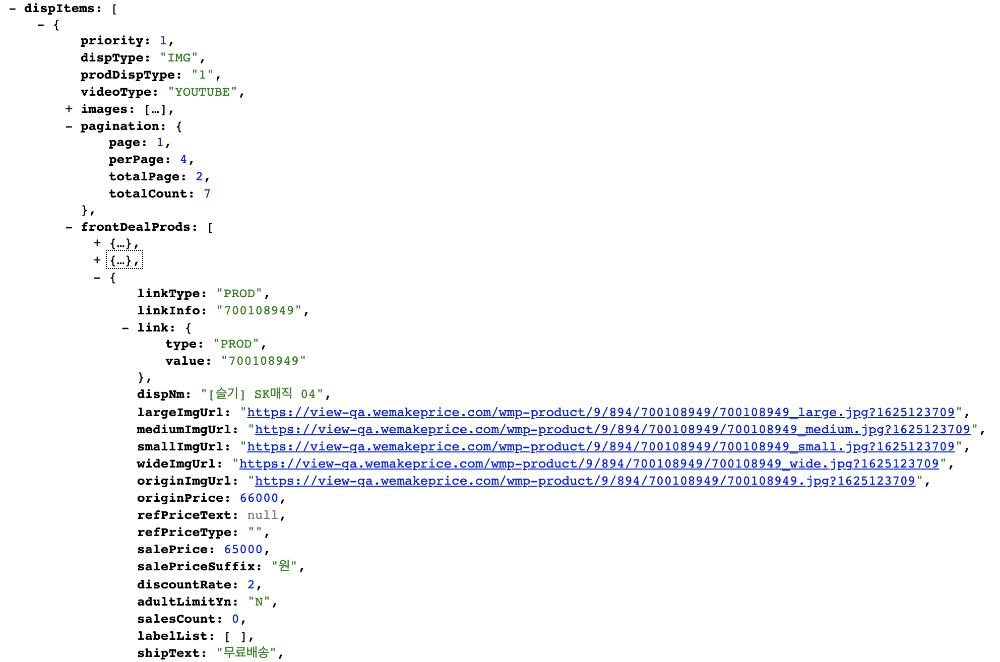 - dispItems: [
- {
priority: 1,
dispType: "IMG",
prodDispType: "1",
videoType: "YOUTUBE",
+ images: […],
- pagination: {
page: 1,
perPage: 4,
totalPage: 2,
totalCount: 7
},
- frontDealProds: [
+ {…},
+ {…},
- {
linkType: "PROD",
linkInfo: "700108949",
- link: {
type: "PROD",
value: "700108949"
},
dispNm: "[슬기] SK매직 04",
largeImgUrl: "https://view-qa.wemakeprice.com/wmp-product/9/894/700108949/700108949_large.jpg?1625123709",
mediumImgUrl: "https://view-qa.wemakeprice.com/wmp-product/9/894/700108949/700108949_medium.jpg?1625123709",
smallImgUrl: "https://view-qa.wemakeprice.com/wmp-product/9/894/700108949/700108949_small.jpg?1625123709",
wideImgUrl: "https://view-qa.wemakeprice.com/wmp-product/9/894/700108949/700108949_wide.jpg?1625123709",
originImgUrl: "https://view-qa.wemakeprice.com/wmp-product/9/894/700108949/700108949.jpg?1625123709",
originPrice: 66000,
refPriceText: null,
refPriceType: "",
salePrice: 65000,
salePriceSuffix: "원",
discountRate: 2,
adultLimitYn: "N",
salesCount: 0,
labelList: [ ],
shipText: "무료배송",